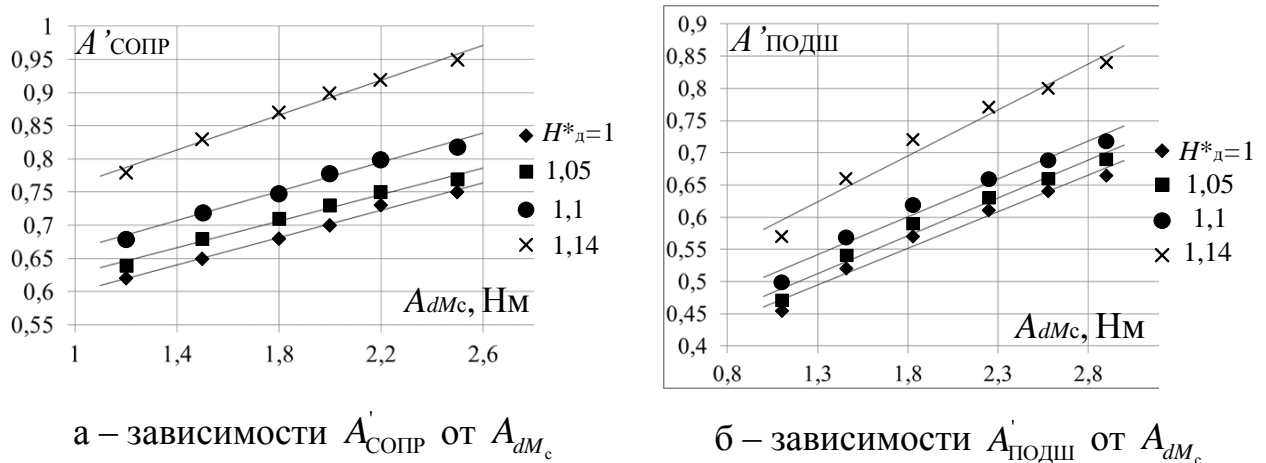 A’СОПР
1
0,95
0,9
0,85
0,8
0,75
0,7
0,65
0,6
0,55
1 1,4 1,8 2,2 2,6
AdMс, Нм
H*д=1
1,05
1,1
1,14
а – зависимости A'СОПР от AdMс
A’ПОДШ
0,9
0,85
0,8
0,75
0,7
0,65
0,6
0,55
0,5
0,45
0,4
0,8 1,3 1,8 2,3 2,8
AdMс, Нм
H*д=1
1,05
1,1
1,14
б – зависимости A'ПОДШ от AdMс